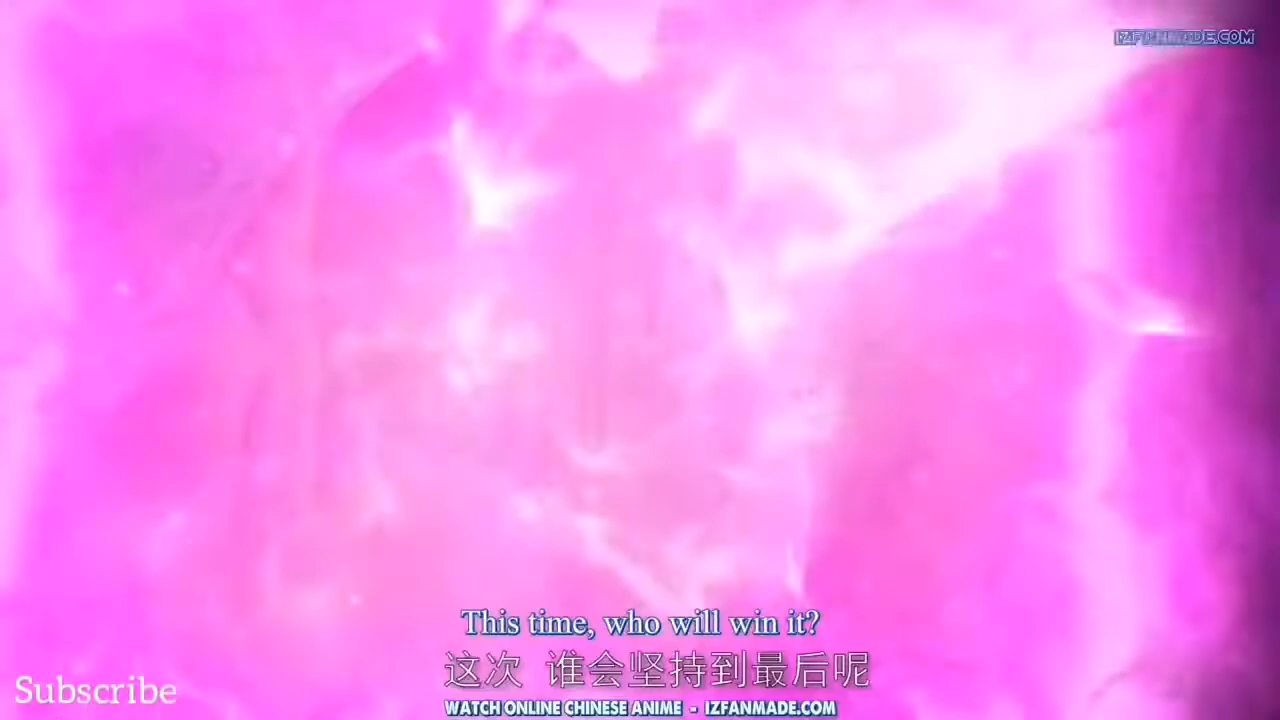 IZFANMADE.COM
This time, who will win it?
这次 谁会坚持到最后呢
Subscribe
WATCH ONLINE CHINESE ANIME - IZFANMADE.COM